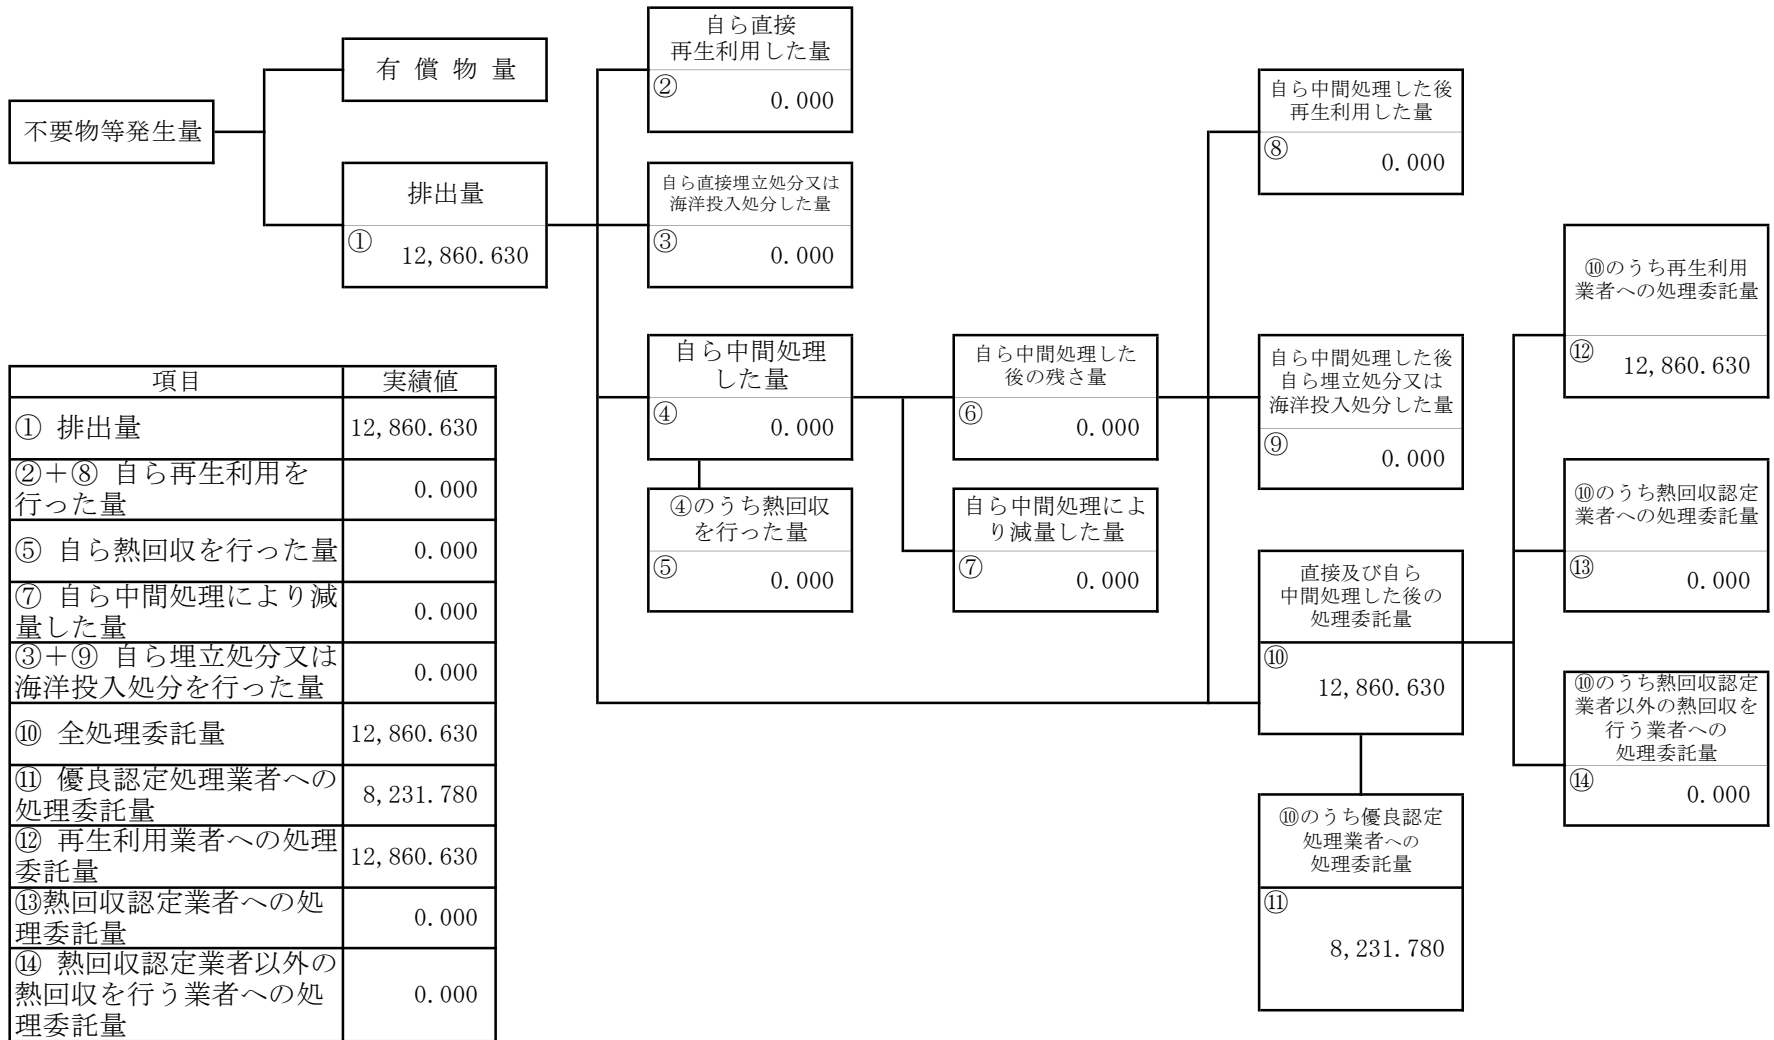 不要物等発生量
有 償 物 量
排出量
①
12,860.630
自ら直接
再生利用した量
②
0.000
自ら直接埋立処分又は
海洋投入処分した量
③
0.000
自ら中間処理
した量
④
0.000
④のうち熱回収
を行った量
⑤
0.000
自ら中間処理した
後の残さ量
⑥
0.000
自ら中間処理によ
り減量した量
⑦
0.000
自ら中間処理した後
再生利用した量
⑧
0.000
自ら中間処理した後
自ら埋立処分又は
海洋投入処分した量
⑨
0.000
直接及び自ら
中間処理した後の
処理委託量
⑩
12,860.630
⑩のうち優良認定
処理業者への
処理委託量
⑪
8,231.780
⑩のうち再生利用
業者への処理委託量
⑫
12,860.630
⑩のうち熱回収認定
業者への処理委託量
⑬
0.000
⑩のうち熱回収認定
業者以外の熱回収を
行う業者への
処理委託量
⑭
0.000
項目 実績値
① 排出量 12,860.630
②＋⑧ 自ら再生利用を
行った量 0.000
⑤ 自ら熱回収を行った量 0.000
⑦ 自ら中間処理により減
量した量 0.000
③＋⑨ 自ら埋立処分又は
海洋投入処分を行った量 0.000
⑩ 全処理委託量 12,860.630
⑪ 優良認定処理業者への
処理委託量 8,231.780
⑫ 再生利用業者への処理
委託量 12,860.630
⑬熱回収認定業者への処
理委託量 0.000
⑭ 熱回収認定業者以外の
熱回収を行う業者への処
理委託量 0.000